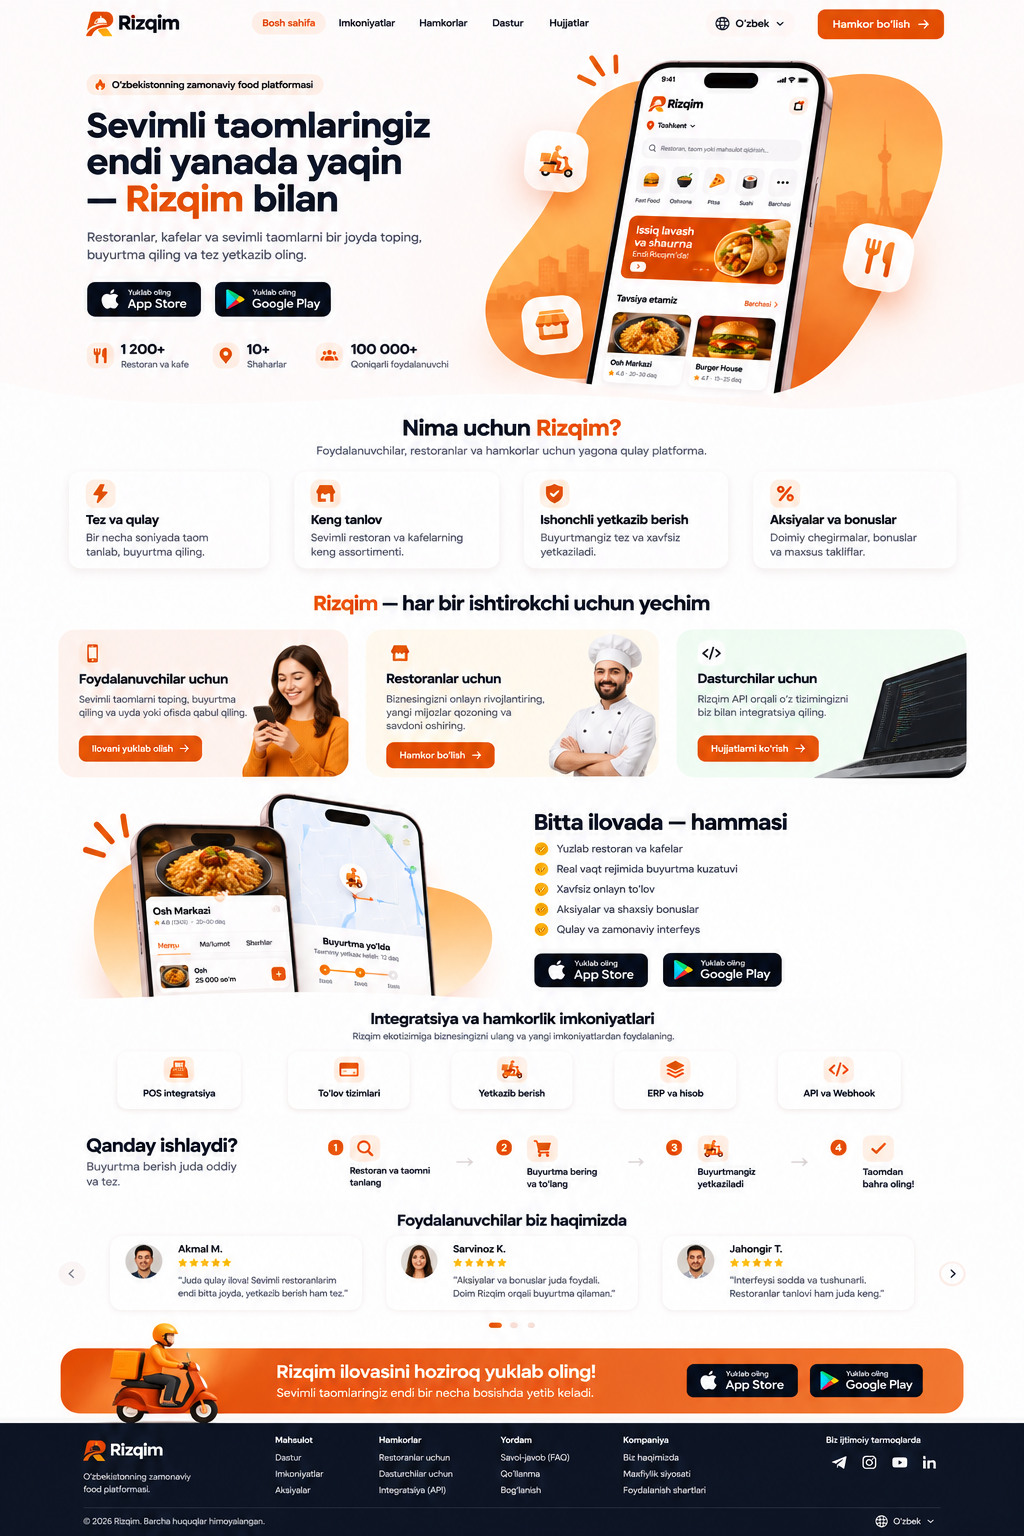 Rizqim
Bosh sahifa
Imkoniyatlar
Hamkorlar
Dastur
Hujjatlar
O'zbek
Hamkor bo'lish
O'zbekistonning zamonaviy food platformasi
Sevimli taomlaringiz
endi yanada yaqin
— Rizqim bilan
Restoranlar, kafelar va sevimli taomlarni bir joyda toping,
buyurtma qiling va tez yetkazib oling.
Yuklab oling
App Store
Yuklab oling
Google Play
1 200+
Restoran va kafe
10+
Shaharlar
100 000+
Qoniqarli foydalanuvchi
9:41
Rizqim
Toshkent
Restoran, taom yoki mahsulot qidirish...
Fast Food
Oshxona
Pitsa
Sushi
Barchasi
Issiq lavash
va shaurma
Tavsiya etamiz
Barchasi
Osh Markazi
4.8 · 20-30 daq
Burger House
4.7 · 15-25 daq
Nima uchun Rizqim?
Foydalanuvchilar, restoranlar va hamkorlar uchun yagona qulay platforma.
Tez va qulay
Bir necha soniyada taom
tanlab, buyurtma qiling.
Keng tanlov
Sevimli restoran va kafelarning
keng assortimenti.
Ishonchli yetkazib berish
Buyurtmangiz tez va xavfsiz
yetkaziladi.
Aksiyalar va bonuslar
Doimiy chegirmalar, bonuslar
va maxsus takliflar.
Rizqim — har bir ishtirokchi uchun yechim
Foydalanuvchilar uchun
Sevimli taomlarni toping, buyurtma
qiling va uyda yoki ofisda qabul qiling.
Ilovani yuklab olish
Restoranlar uchun
Biznesingizni onlayn rivojlantiring,
yangi mijozlar qozoning va
savdoni oshiring.
Hamkor bo'lish
</>
Dasturchilar uchun
Rizqim API orqali o'z tizimingizni
biz bilan integratsiya qiling.
Hujjatlarni ko'rish
Osh Markazi
Menyu
Ma'lumot
Sharhlar
Osh
25 000 so'm
Buyurtma yo'lda
Bitta ilovada — hammasi
Yuzlab restoran va kafelar
Real vaqt rejimida buyurtma kuzatuvi
Xavfsiz onlayn to'lov
Aksiyalar va shaxsiy bonuslar
Qulay va zamonaviy interfeys
Yuklab oling
App Store
Yuklab oling
Google Play
Integratsiya va hamkorlik imkoniyatlari
Rizqim ekotizimiga biznesingizni ulang va yangi imkoniyatlardan foydalaning.
POS integratsiya
To'lov tizimlari
Yetkazib berish
ERP va hisob
</>
API va Webhook
Qanday ishlaydi?
Buyurtma berish juda oddiy
va tez.
1
Restoran va taomni
tanlang
2
Buyurtma bering
va to'lang
3
Buyurtmangiz
yetkaziladi
4
Taomdan
bahra oling!
Foydalanuvchilar biz haqimizda
Akmal M.
"Juda qulay ilova! Sevimli restoranlarim
endi bitta joyda, yetkazib berish ham tez."
Sarvinoz K.
"Aksiyalar va bonuslar juda foydali.
Doim Rizqim orqali buyurtma qilaman."
Jahongir T.
"Interfeysi sodda va tushunarli.
Restoranlar tanlovi ham juda keng."
Rizqim ilovasini hoziroq yuklab oling!
Sevimli taomlaringiz endi bir necha bosishda yetib keladi.
Yuklab oling
App Store
Yuklab oling
Google Play
Rizqim
O'zbekistonning zamonaviy
food platformasi.
Mahsulot
Dastur
Imkoniyatlar
Aksiyalar
Hamkorlar
Restoranlar uchun
Dasturchilar uchun
Integratsiya (API)
Yordam
Savol-javob (FAQ)
Qo'llanma
Bog'lanish
Kompaniya
Biz haqimizda
Maxfiylik siyosati
Foydalanish shartlari
Biz ijtimoiy tarmoqlarda
© 2026 Rizqim. Barcha huquqlar himoyalangan.
O'zbek